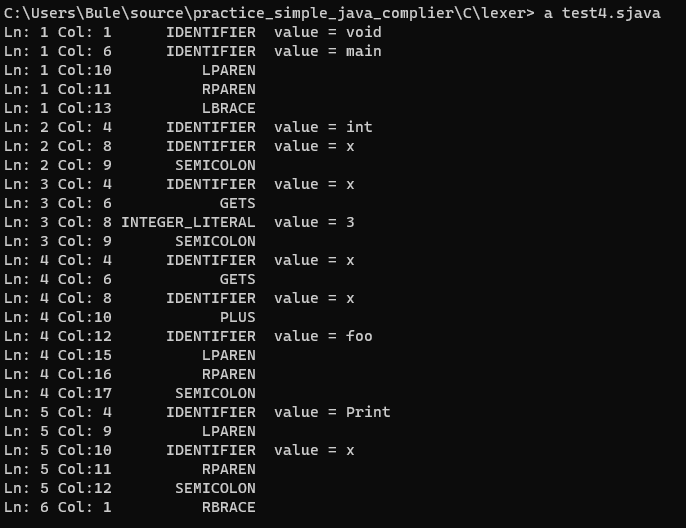 C:\Users\Bule\source\practice_simple_java_complier\C\lexer> a test4.sjava
Ln: 1 Col: 1      IDENTIFIER  value = void
Ln: 1 Col: 6      IDENTIFIER  value = main
Ln: 1 Col:10          LPAREN
Ln: 1 Col:11          RPAREN
Ln: 1 Col:13          LBRACE
Ln: 2 Col: 4      IDENTIFIER  value = int
Ln: 2 Col: 8      IDENTIFIER  value = x
Ln: 2 Col: 9       SEMICOLON
Ln: 3 Col: 4      IDENTIFIER  value = x
Ln: 3 Col: 6            GETS
Ln: 3 Col: 8 INTEGER_LITERAL  value = 3
Ln: 3 Col: 9       SEMICOLON
Ln: 4 Col: 4      IDENTIFIER  value = x
Ln: 4 Col: 6            GETS
Ln: 4 Col: 8      IDENTIFIER  value = x
Ln: 4 Col:10            PLUS
Ln: 4 Col:12      IDENTIFIER  value = foo
Ln: 4 Col:15          LPAREN
Ln: 4 Col:16          RPAREN
Ln: 4 Col:17       SEMICOLON
Ln: 5 Col: 4      IDENTIFIER  value = Print
Ln: 5 Col: 9          LPAREN
Ln: 5 Col:10      IDENTIFIER  value = x
Ln: 5 Col:11          RPAREN
Ln: 5 Col:12       SEMICOLON
Ln: 6 Col: 1          RBRACE